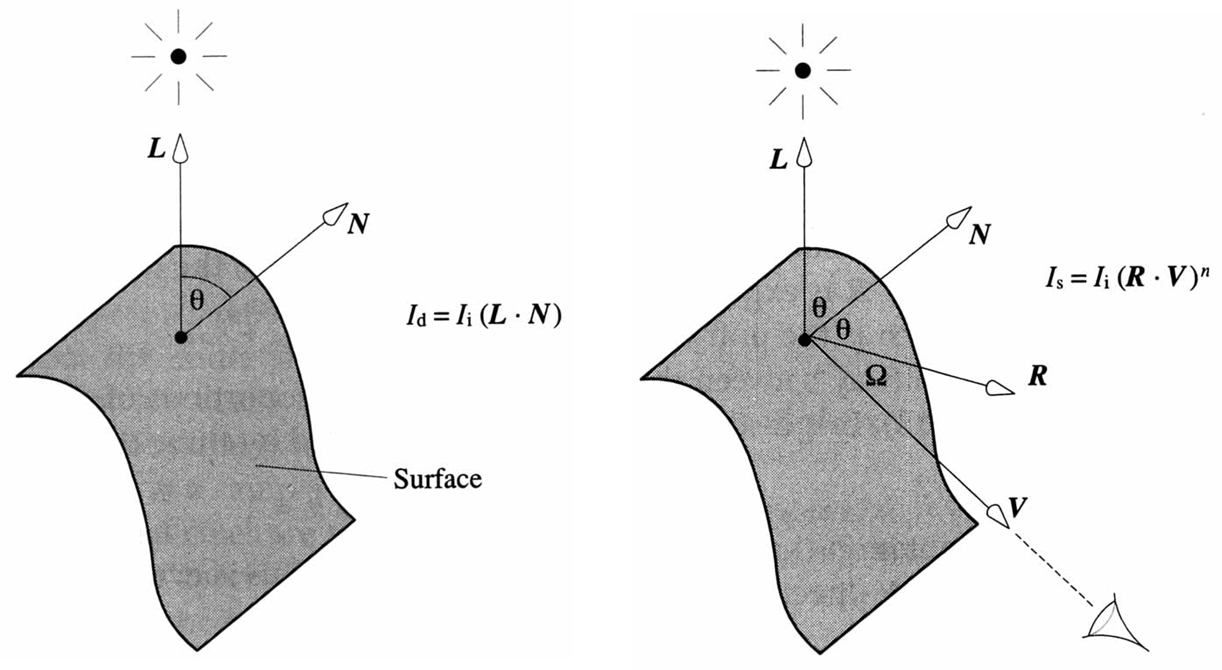 L
N
θ
I_d = I_i (L · N)
Surface
L
N
I_s = I_i (R · V)^n
θ
θ
R
Ω
V